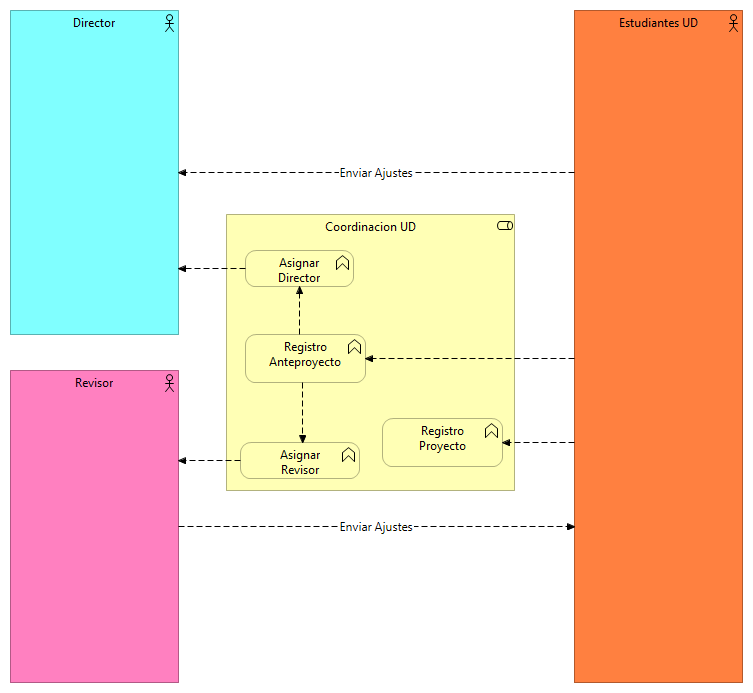 Director
Estudiantes UD
Enviar Ajustes
Coordinacion UD
Asignar
Director
Registro
Anteproyecto
Revisor
Registro
Proyecto
Asignar
Revisor
Enviar Ajustes